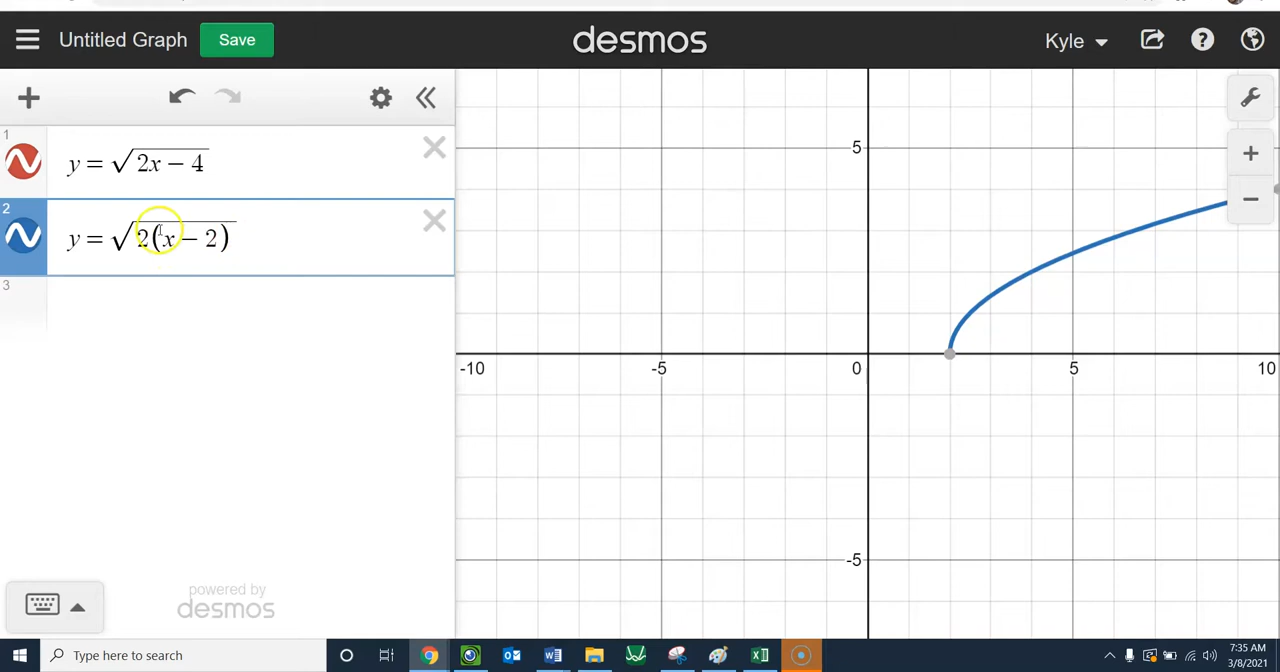 Untitled Graph Save desmos Kyle ?
1
y = √2x − 4
2
y = √2(x − 2)
3
powered by
desmos
5
-10 -5 0 5 10
-5
Type here to search
7:35 AM
3/8/2021